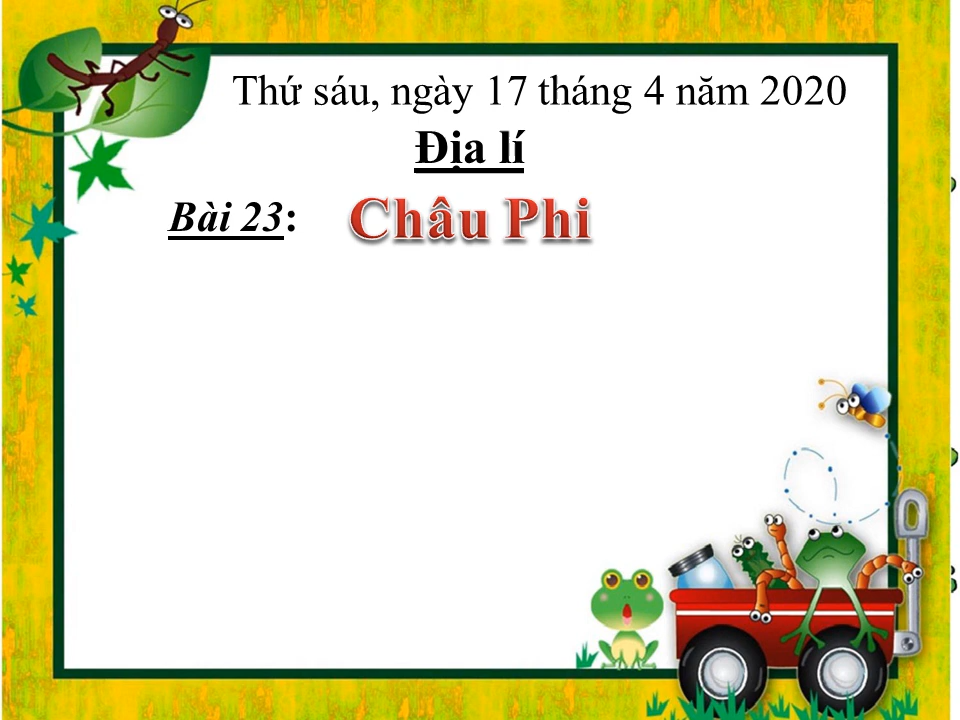 Thứ sáu, ngày 17 tháng 4 năm 2020
Địa lí
Bài 23: Châu Phi